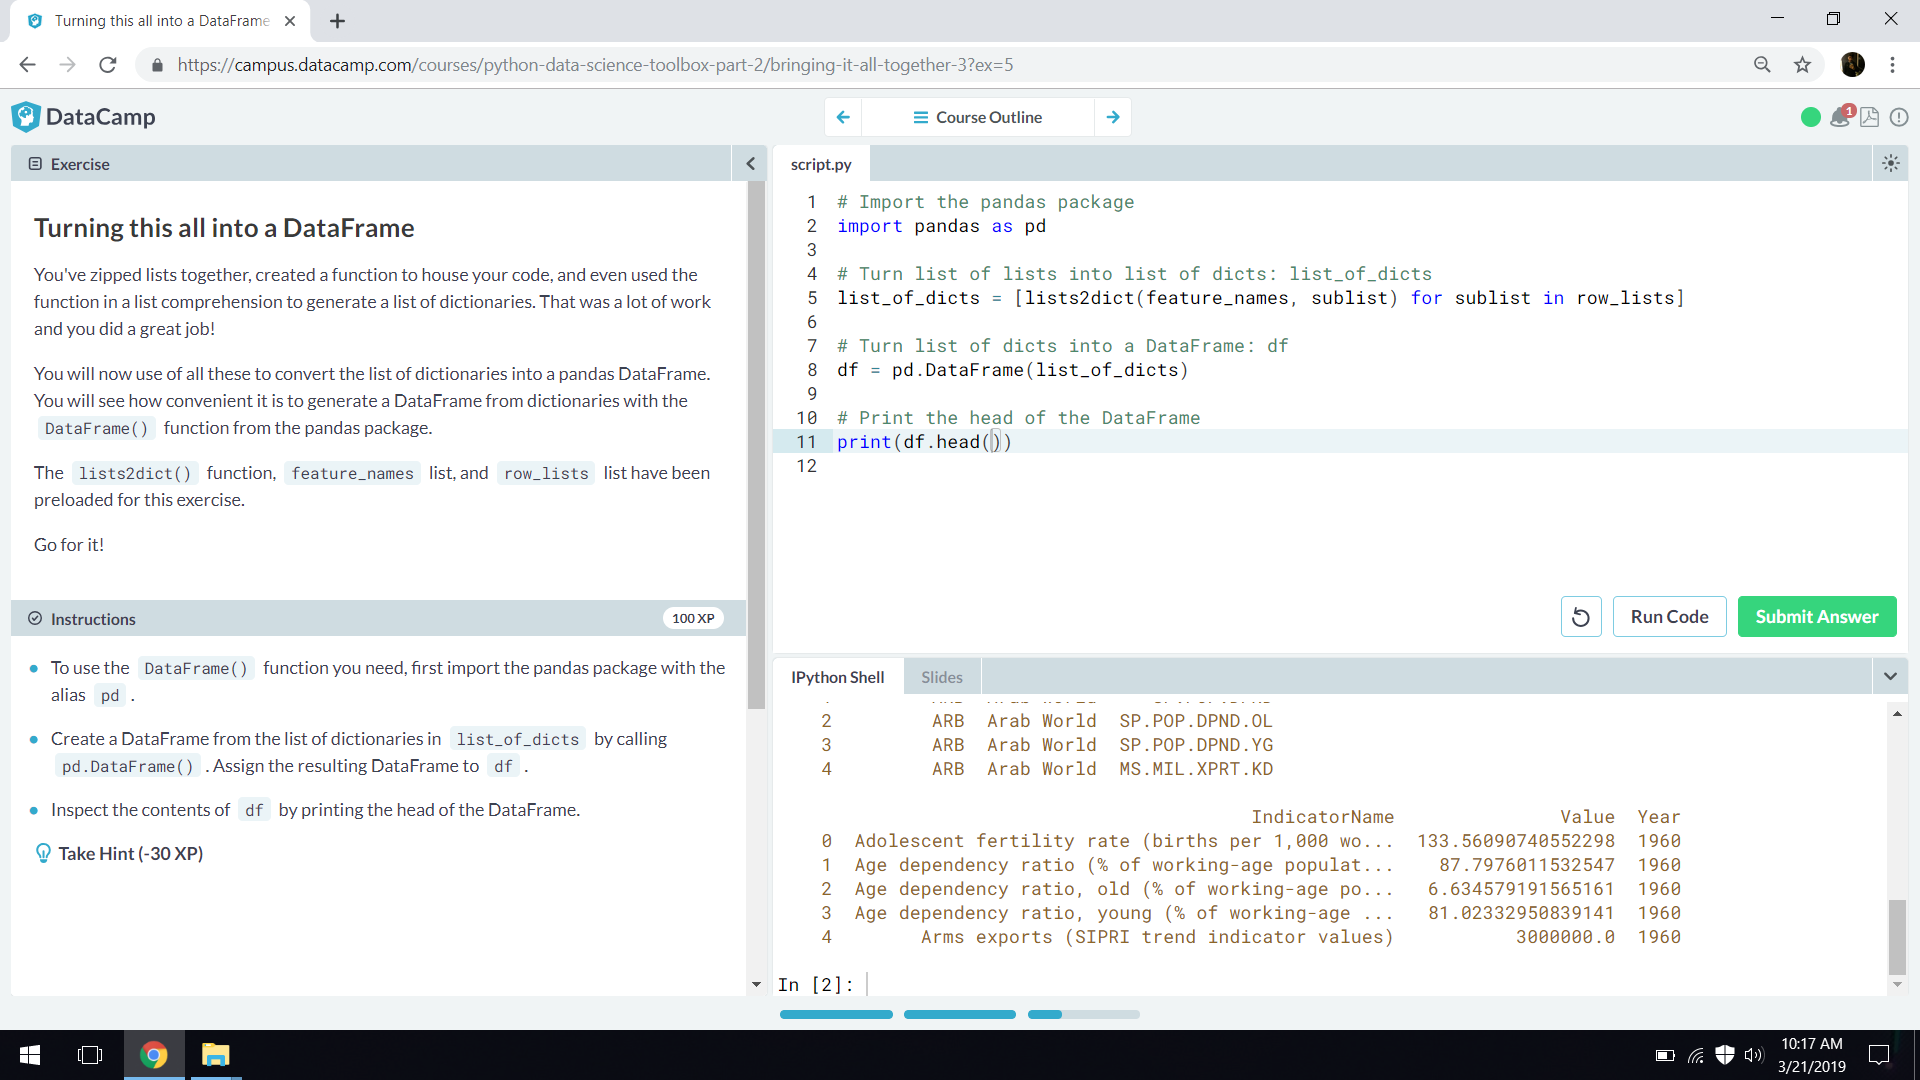 Turning this all into a DataFrame
https://campus.datacamp.com/courses/python-data-science-toolbox-part-2/bringing-it-all-together-3?ex=5
DataCamp
Course Outline
1
Exercise
Turning this all into a DataFrame
You've zipped lists together, created a function to house your code, and even used the
function in a list comprehension to generate a list of dictionaries. That was a lot of work
and you did a great job!
You will now use of all these to convert the list of dictionaries into a pandas DataFrame.
You will see how convenient it is to generate a DataFrame from dictionaries with the
DataFrame() function from the pandas package.
The lists2dict() function, feature_names list, and row_lists list have been
preloaded for this exercise.
Go for it!
Instructions
100 XP
To use the DataFrame() function you need, first import the pandas package with the
alias pd .
Create a DataFrame from the list of dictionaries in list_of_dicts by calling
pd.DataFrame() . Assign the resulting DataFrame to df .
Inspect the contents of df by printing the head of the DataFrame.
Take Hint (-30 XP)
script.py
1 # Import the pandas package
2 import pandas as pd
3
4 # Turn list of lists into list of dicts: list_of_dicts
5 list_of_dicts = [lists2dict(feature_names, sublist) for sublist in row_lists]
6
7 # Turn list of dicts into a DataFrame: df
8 df = pd.DataFrame(list_of_dicts)
9
10 # Print the head of the DataFrame
11 print(df.head())
12
Run Code
Submit Answer
IPython Shell
Slides
2 ARB Arab World SP.POP.DPND.OL
3 ARB Arab World SP.POP.DPND.YG
4 ARB Arab World MS.MIL.XPRT.KD
IndicatorName Value Year
0 Adolescent fertility rate (births per 1,000 wo... 133.56090740552298 1960
1 Age dependency ratio (% of working-age populat... 87.7976011532547 1960
2 Age dependency ratio, old (% of working-age po... 6.634579191565161 1960
3 Age dependency ratio, young (% of working-age ... 81.02332950839141 1960
4 Arms exports (SIPRI trend indicator values) 3000000.0 1960
In [2]:
10:17 AM
3/21/2019